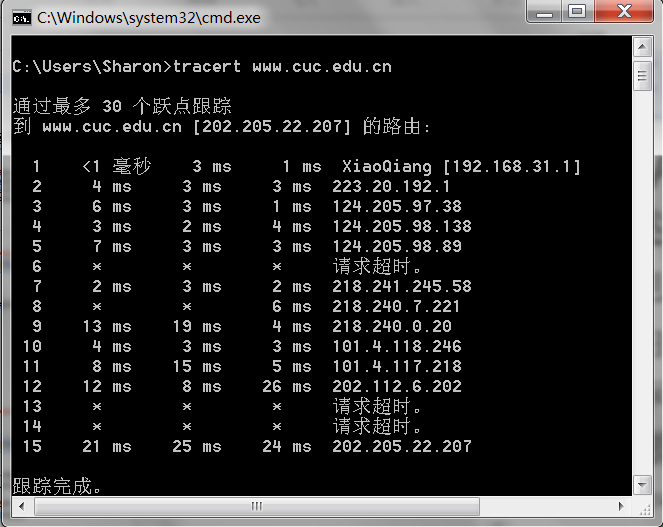 C:\Windows\system32\cmd.exe
C:\Users\Sharon>tracert www.cuc.edu.cn
通过最多 30 个跃点跟踪
到 www.cuc.edu.cn [202.205.22.207] 的路由:
1 <1 毫秒 3 ms 1 ms XiaoQiang [192.168.31.1]
2 4 ms 3 ms 3 ms 223.20.192.1
3 6 ms 3 ms 1 ms 124.205.97.38
4 3 ms 2 ms 4 ms 124.205.98.138
5 7 ms 3 ms 3 ms 124.205.98.89
6 * * * 请求超时。
7 2 ms 3 ms 2 ms 218.241.245.58
8 * * 6 ms 218.240.7.221
9 13 ms 19 ms 4 ms 218.240.0.20
10 4 ms 3 ms 3 ms 101.4.118.246
11 8 ms 15 ms 5 ms 101.4.117.218
12 12 ms 8 ms 26 ms 202.112.6.202
13 * * * 请求超时。
14 * * * 请求超时。
15 21 ms 25 ms 24 ms 202.205.22.207
跟踪完成。